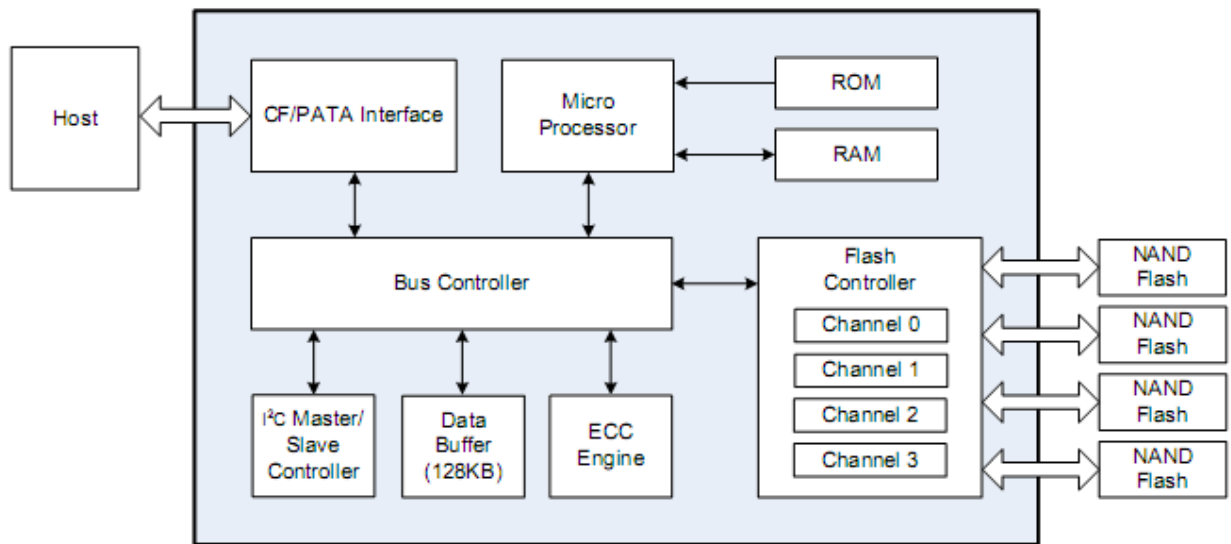 Host
CF/PATA Interface
Micro
Processor
ROM
RAM
Bus Controller
Flash
Controller
Channel 0
Channel 1
Channel 2
Channel 3
NAND
Flash
NAND
Flash
NAND
Flash
NAND
Flash
I²C Master/
Slave
Controller
Data
Buffer
(128KB)
ECC
Engine